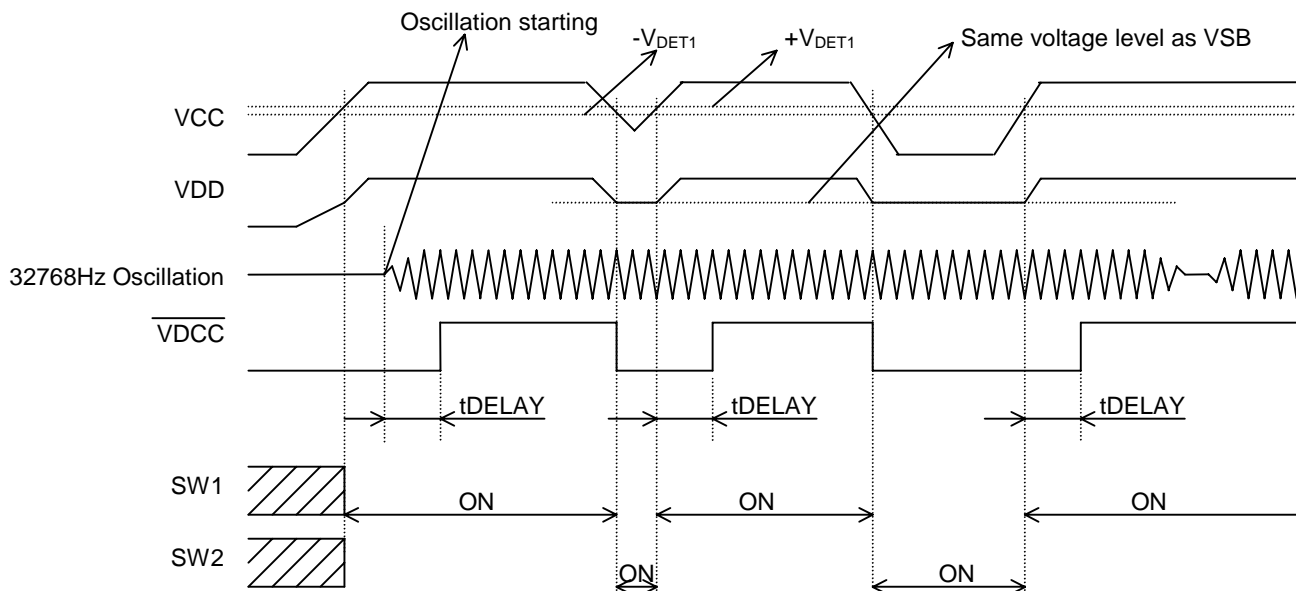 Oscillation starting
-VDET1
+VDET1
Same voltage level as VSB
VCC
VDD
32768Hz Oscillation
VDCC
tDELAY
tDELAY
tDELAY
SW1
ON
ON
ON
SW2
ON
ON